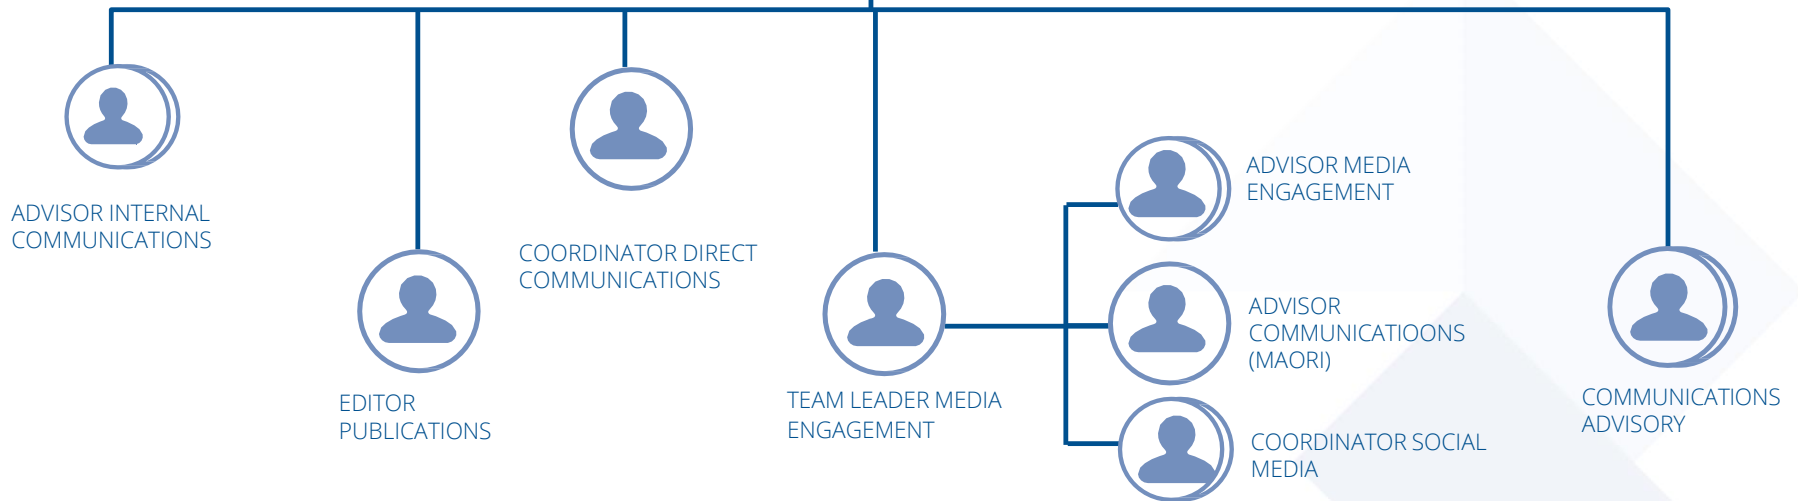 ADVISOR INTERNAL
COMMUNICATIONS
EDITOR
PUBLICATIONS
COORDINATOR DIRECT
COMMUNICATIONS
TEAM LEADER MEDIA
ENGAGEMENT
ADVISOR MEDIA
ENGAGEMENT
ADVISOR
COMMUNICATIOONS
(MAORI)
COORDINATOR SOCIAL
MEDIA
COMMUNICATIONS
ADVISORY